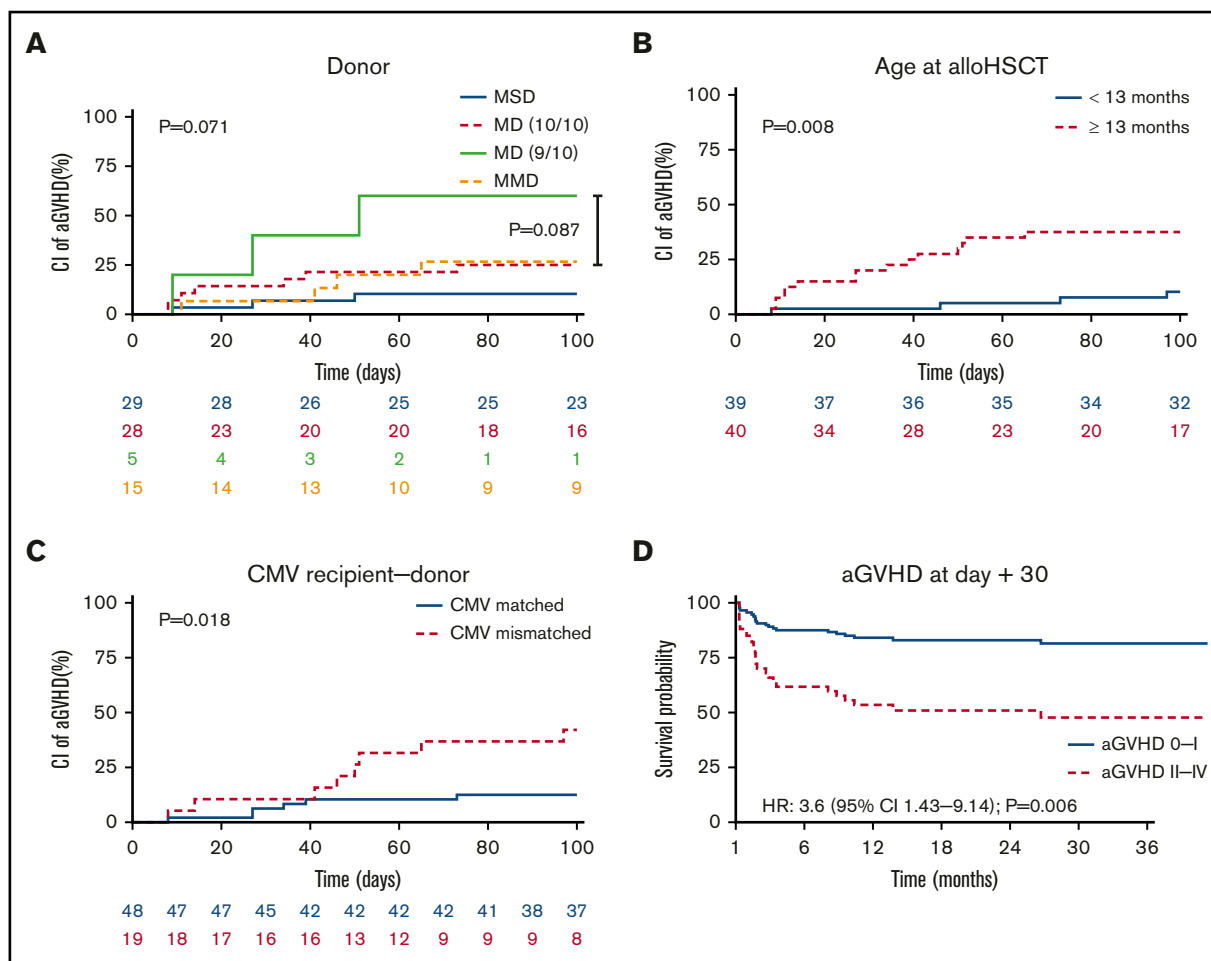 A
Donor
MSD
MD (10/10)
MD (9/10)
MMD
P=0.071
P=0.087
CI of aGVHD(%)
100
75
50
25
0
0 20 40 60 80 100
Time (days)
29 28 26 25 25 23
28 23 20 20 18 16
5 4 3 2 1 1
15 14 13 10 9 9
B
Age at alloHSCT
< 13 months
≥ 13 months
P=0.008
CI of aGVHD(%)
100
75
50
25
0
0 20 40 60 80 100
Time (days)
39 37 36 35 34 32
40 34 28 23 20 17
C
CMV recipient–donor
CMV matched
CMV mismatched
P=0.018
CI of aGVHD(%)
100
75
50
25
0
0 20 40 60 80 100
Time (days)
48 47 47 45 42 42 42 42 41 38 37
19 18 17 16 16 13 12 9 9 9 8
D
aGVHD at day + 30
Survival probability
100
75
50
25
0
aGVHD 0–I
aGVHD II–IV
HR: 3.6 (95% CI 1.43–9.14); P=0.006
1 6 12 18 24 30 36
Time (months)